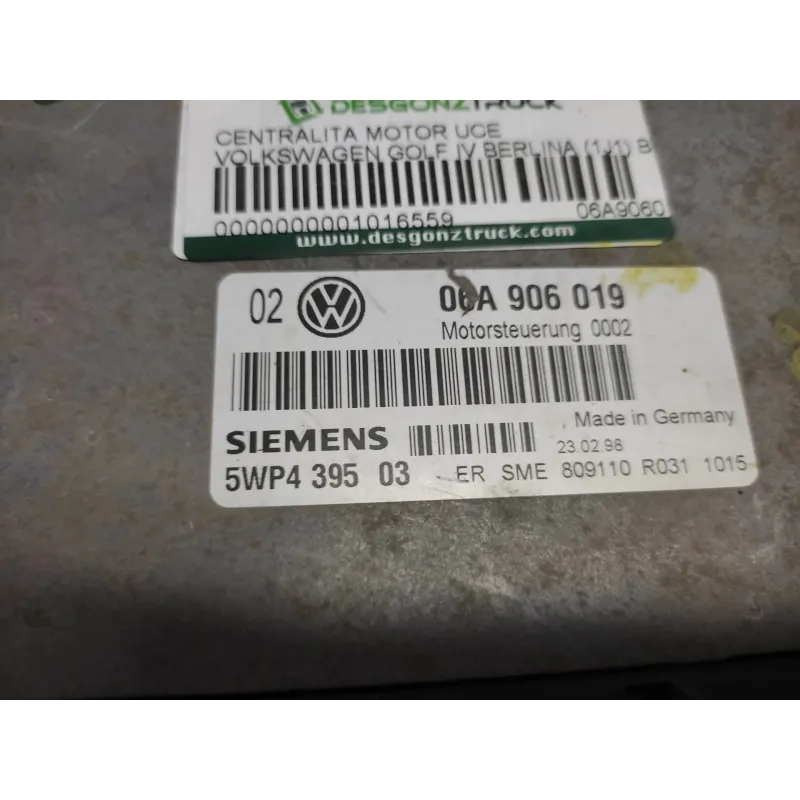 DESGONZTRUCK
CENTRALITA MOTOR UCE
VOLKSWAGEN GOLF IV BERLINA (1J1) B
0000000001016559 06A9060
www.desgonztruck.com
02 VW 06A 906 019
Motorsteuerung 0002
Made in Germany
SIEMENS 23.02.98
5WP4 395 03 ER SME 809110 R031 1015